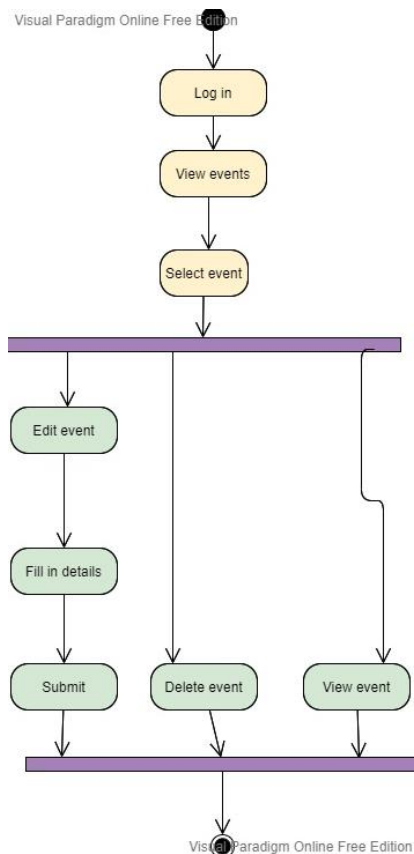 Visual Paradigm Online Free Edition
Log in
View events
Select event
Edit event
Fill in details
Submit
Delete event
View event
Visual Paradigm Online Free Edition